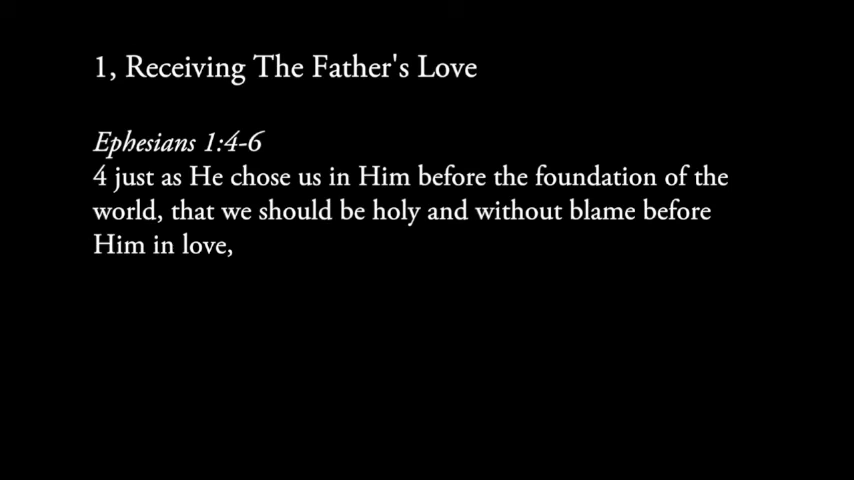 1, Receiving The Father's Love
Ephesians 1:4-6
4 just as He chose us in Him before the foundation of the
world, that we should be holy and without blame before
Him in love,